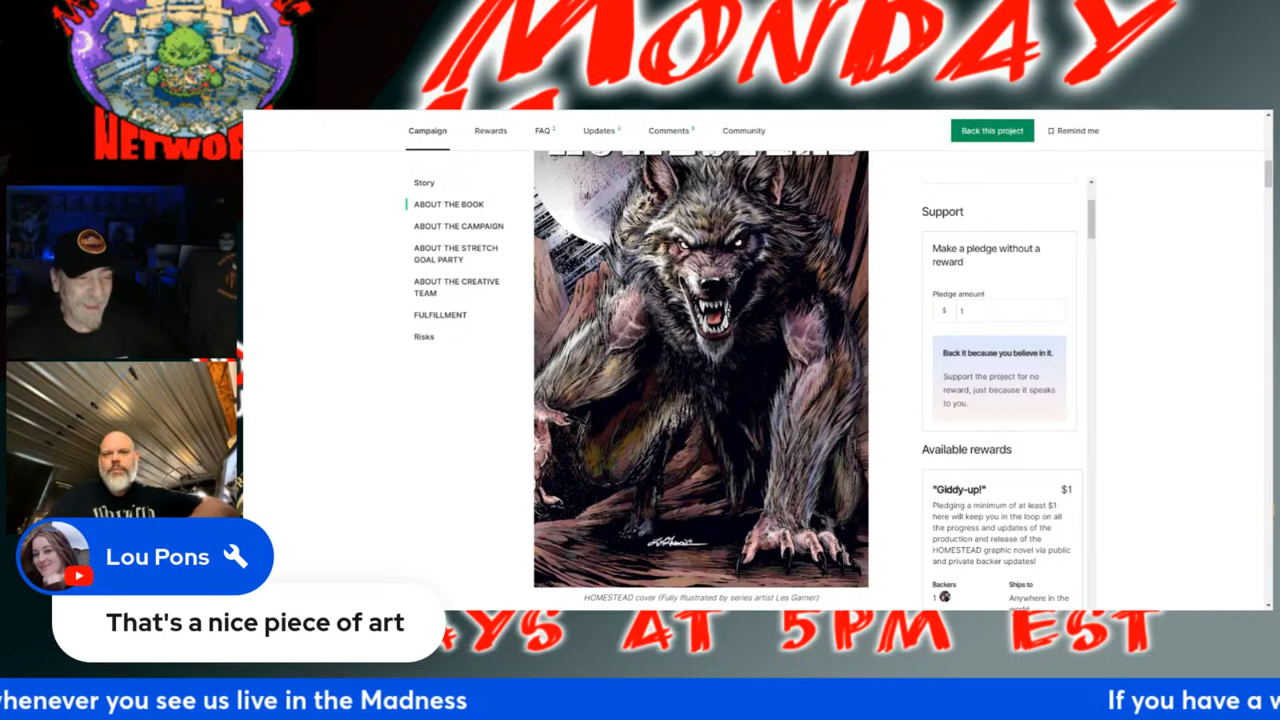 MONDAY
NETWOR
Campaign
Rewards
FAQ 2
Updates
Comments
Community
Back this project
Remind me
Story
ABOUT THE BOOK
ABOUT THE CAMPAIGN
ABOUT THE STRETCH
GOAL PARTY
ABOUT THE CREATIVE
TEAM
FULFILLMENT
Risks
Support
Make a pledge without a
reward
Pledge amount
$ 1
Back it because you believe in it.
Support the project for no
reward, just because it speaks
to you.
Available rewards
"Giddy-up!" $1
Pledging a minimum of at least $1
here will keep you in the loop on all
the progress and updates of the
production and release of the
HOMESTEAD graphic novel via public
and private backer updates!
Backers
1
Ships to
Anywhere in the
world
HOMESTEAD cover (Fully Illustrated by series artist Les Garner)
Lou Pons
That's a nice piece of art
AYS AT 5PM EST
whenever you see us live in the Madness
If you have a w